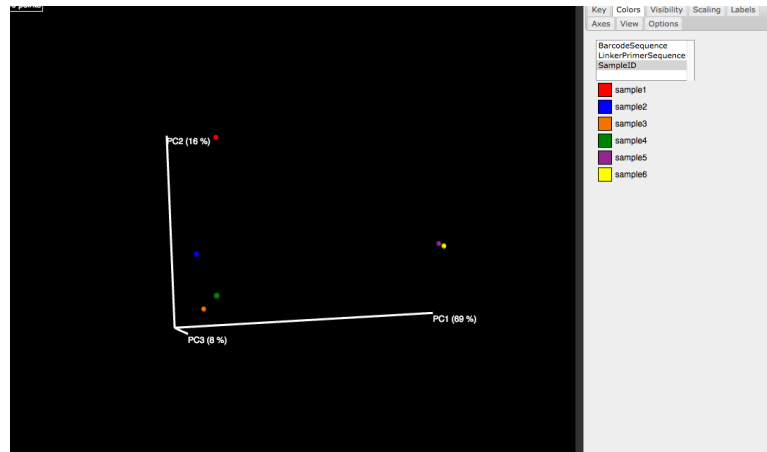 points
Key Colors Visibility Scaling Labels
Axes View Options
BarcodeSequence
LinkerPrimerSequence
SampleID
sample1
sample2
sample3
sample4
sample5
sample6
PC2 (16 %)
PC1 (69 %)
PC3 (8 %)